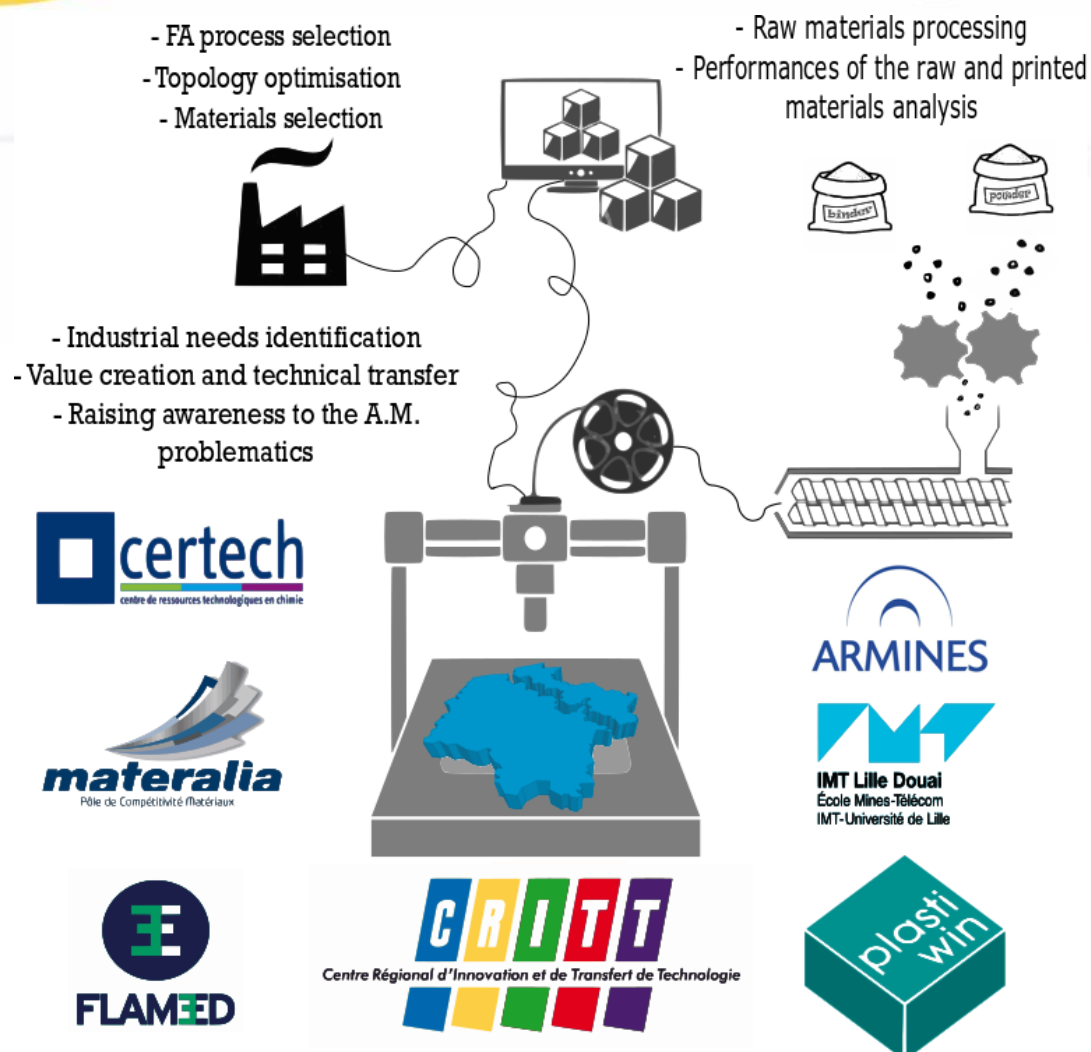 - FA process selection
- Topology optimisation
- Materials selection
- Raw materials processing
- Performances of the raw and printed
materials analysis
binder
powder
- Industrial needs identification
- Value creation and technical transfer
- Raising awareness to the A.M.
problematics
certech
centre de ressources technologiques en chimie
ARMINES
materalia
Pôle de Compétitivité Matériaux
IMT Lille Douai
École Mines-Télécom
IMT-Université de Lille
FLAMEED
CRITT
Centre Régional d'Innovation et de Transfert de Technologie
plasti
win